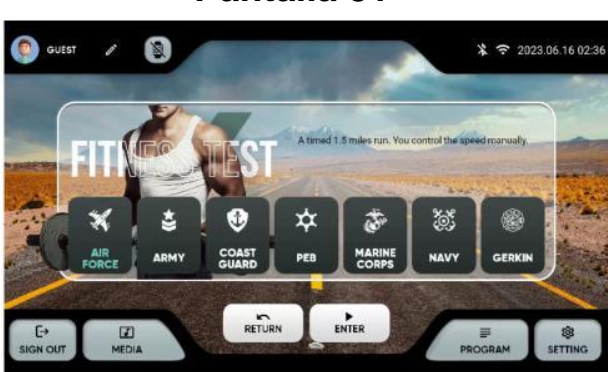 GUEST
2023.06.16 02:36
FITNESS TEST
A timed 1.5 miles run. You control the speed manually.
AIR
FORCE
ARMY
COAST
GUARD
PEB
MARINE
CORPS
NAVY
GERKIN
RETURN
ENTER
SIGN OUT
MEDIA
PROGRAM
SETTING